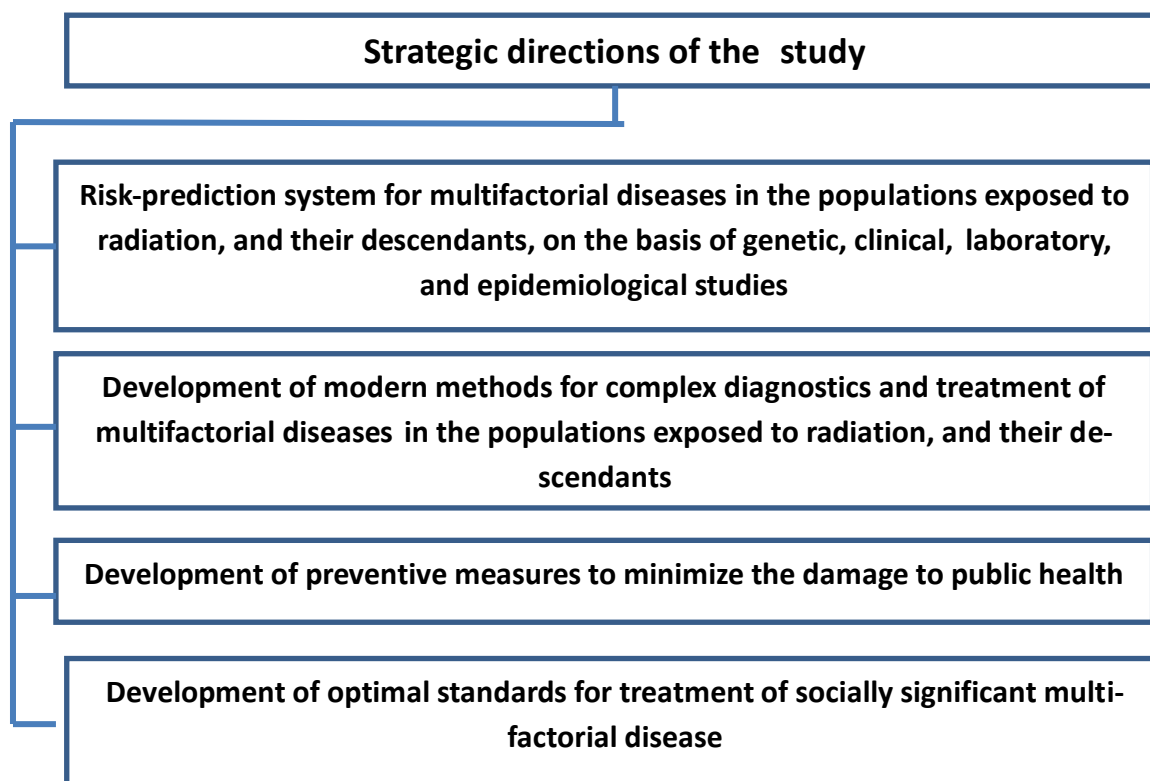 Strategic directions of the study
Risk-prediction system for multifactorial diseases in the populations exposed to
radiation, and their descendants, on the basis of genetic, clinical, laboratory,
and epidemiological studies
Development of modern methods for complex diagnostics and treatment of
multifactorial diseases in the populations exposed to radiation, and their de-
scendants
Development of preventive measures to minimize the damage to public health
Development of optimal standards for treatment of socially significant multi-
factorial disease